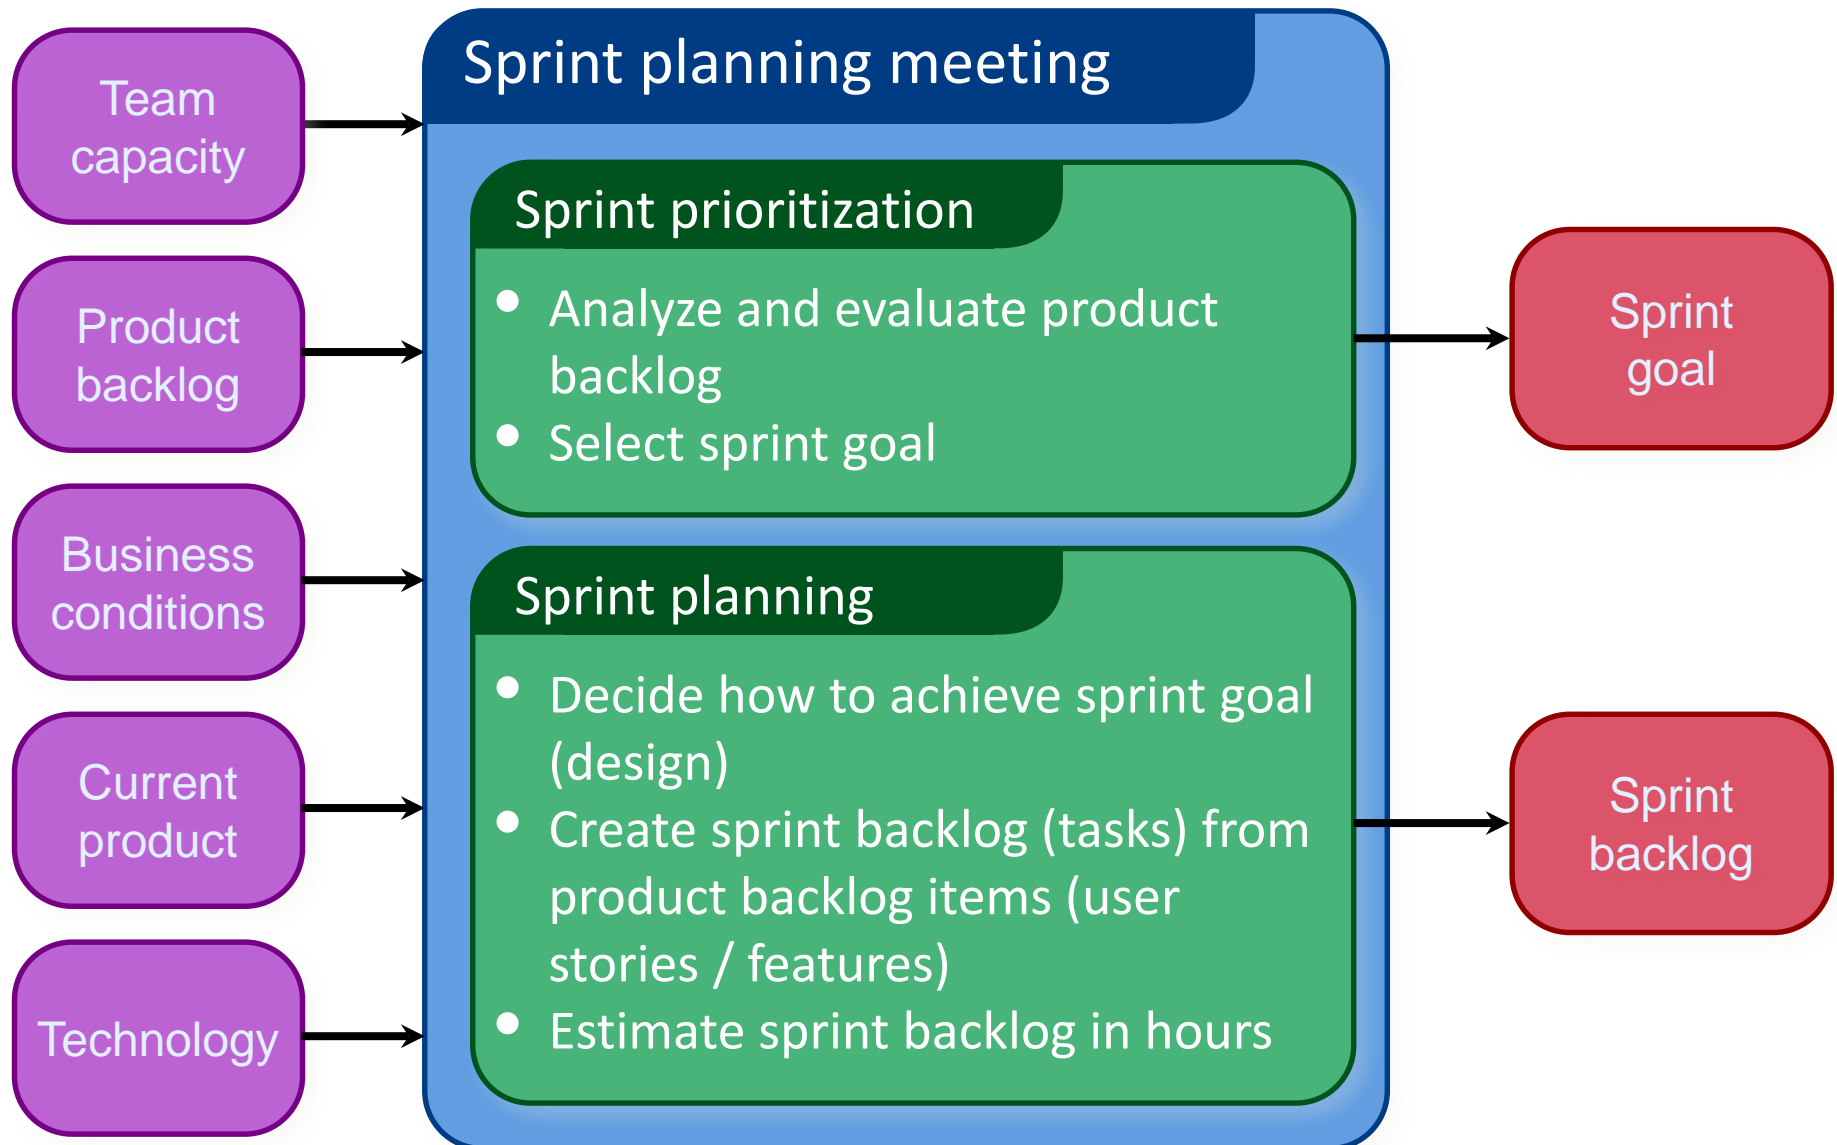 Team
capacity
Product
backlog
Business
conditions
Current
product
Technology
Sprint planning meeting
Sprint prioritization
• Analyze and evaluate product
backlog
• Select sprint goal
Sprint planning
• Decide how to achieve sprint goal
(design)
• Create sprint backlog (tasks) from
product backlog items (user
stories / features)
• Estimate sprint backlog in hours
Sprint
goal
Sprint
backlog